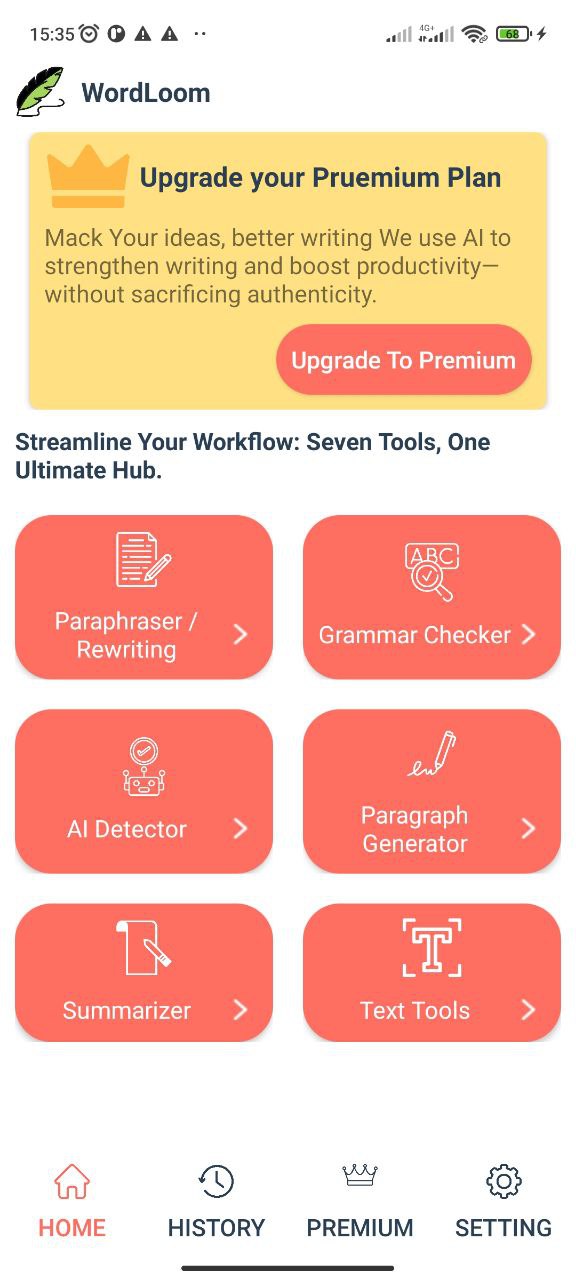 15:35
4G+
68
WordLoom
Upgrade your Pruemium Plan
Mack Your ideas, better writing We use AI to
strengthen writing and boost productivity—
without sacrificing authenticity.
Upgrade To Premium
Streamline Your Workflow: Seven Tools, One
Ultimate Hub.
Paraphraser /
Rewriting
ABC
Grammar Checker
AI Detector
Paragraph
Generator
Summarizer
T
Text Tools
HOME
HISTORY
PREMIUM
SETTING